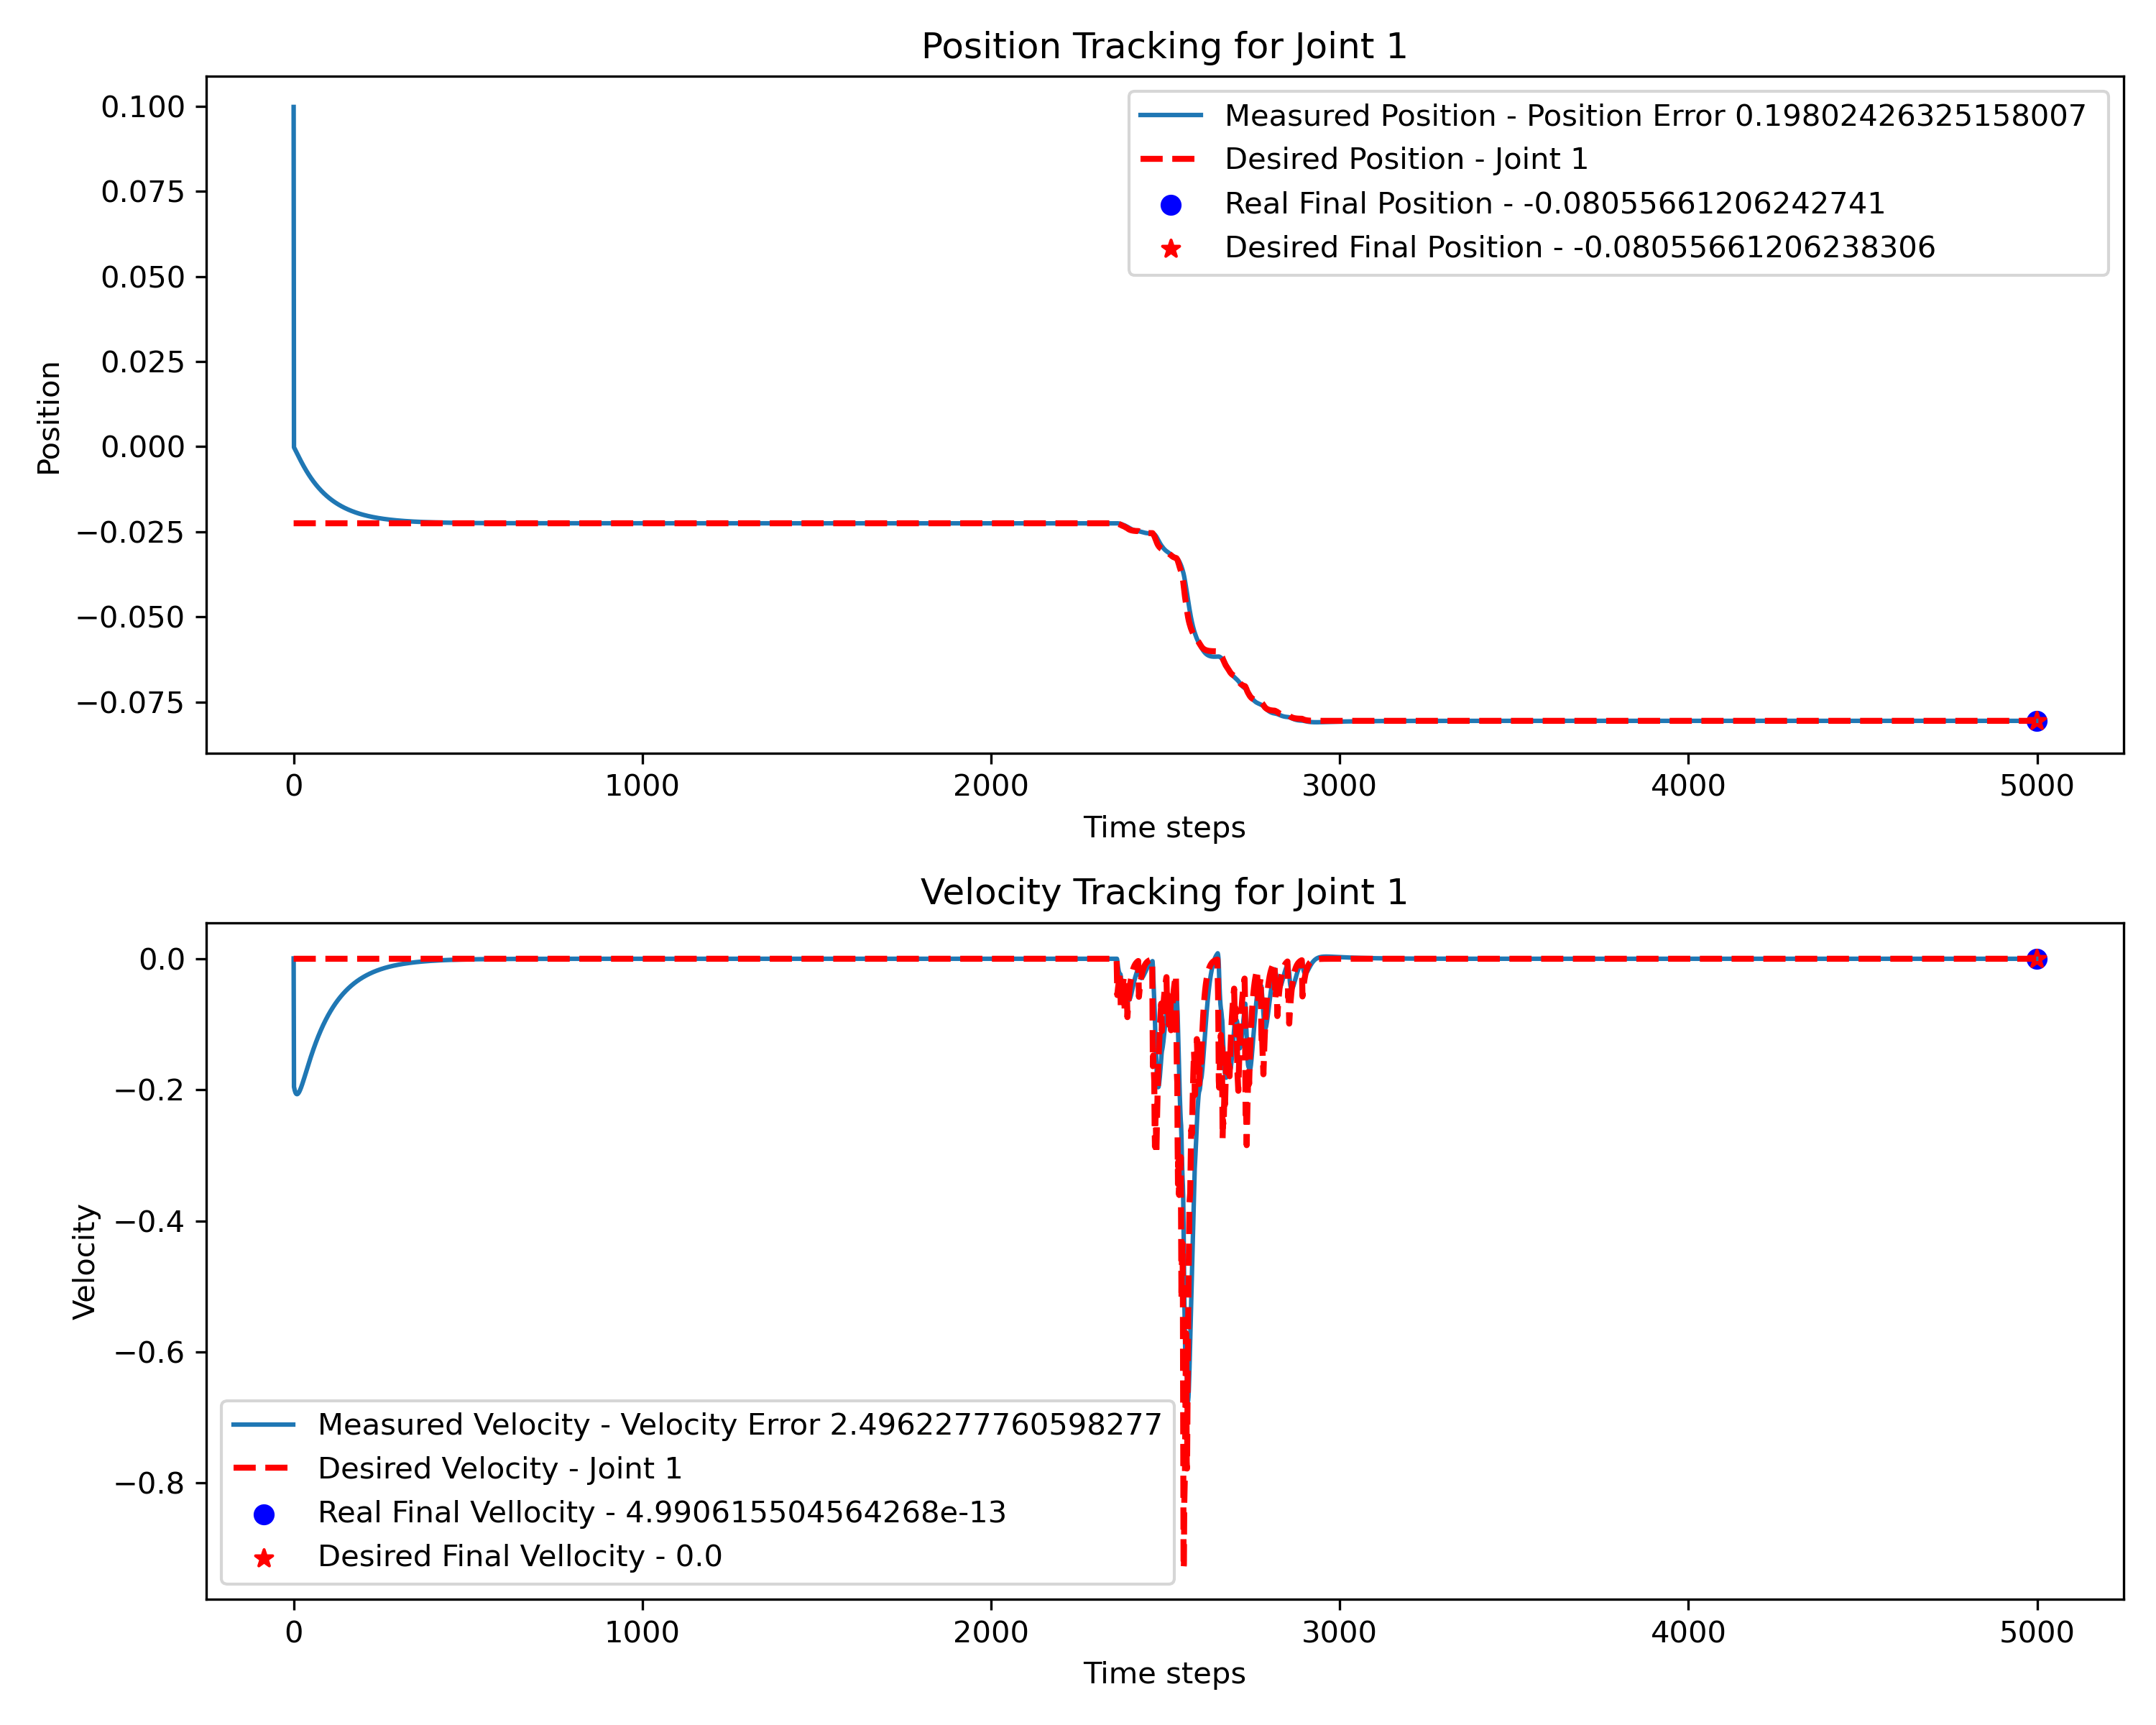 Position Tracking for Joint 1
0.100
0.075
0.050
0.025
0.000
−0.025
−0.050
−0.075
Position
Measured Position - Position Error 0.19802426325158007
Desired Position - Joint 1
Real Final Position - -0.08055661206242741
Desired Final Position - -0.08055661206238306
0
1000
2000
3000
4000
5000
Time steps
Velocity Tracking for Joint 1
0.0
−0.2
−0.4
−0.6
−0.8
Velocity
Measured Velocity - Velocity Error 2.4962277760598277
Desired Velocity - Joint 1
Real Final Vellocity - 4.990615504564268e-13
Desired Final Vellocity - 0.0
0
1000
2000
3000
4000
5000
Time steps